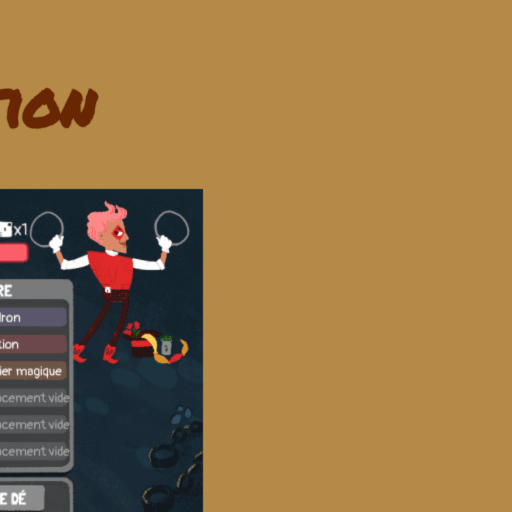 TION
x1
RE
dron
tion
ier magique
acement vide
acement vide
acement vide
E DÉ